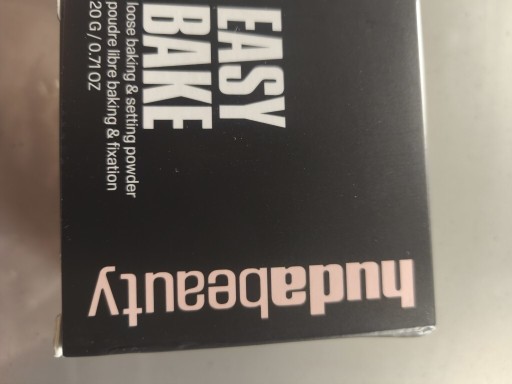 EASY
BAKE
loose baking & setting powder
poudre libre baking & fixation
20 G / 0.71 OZ
hudabeauty